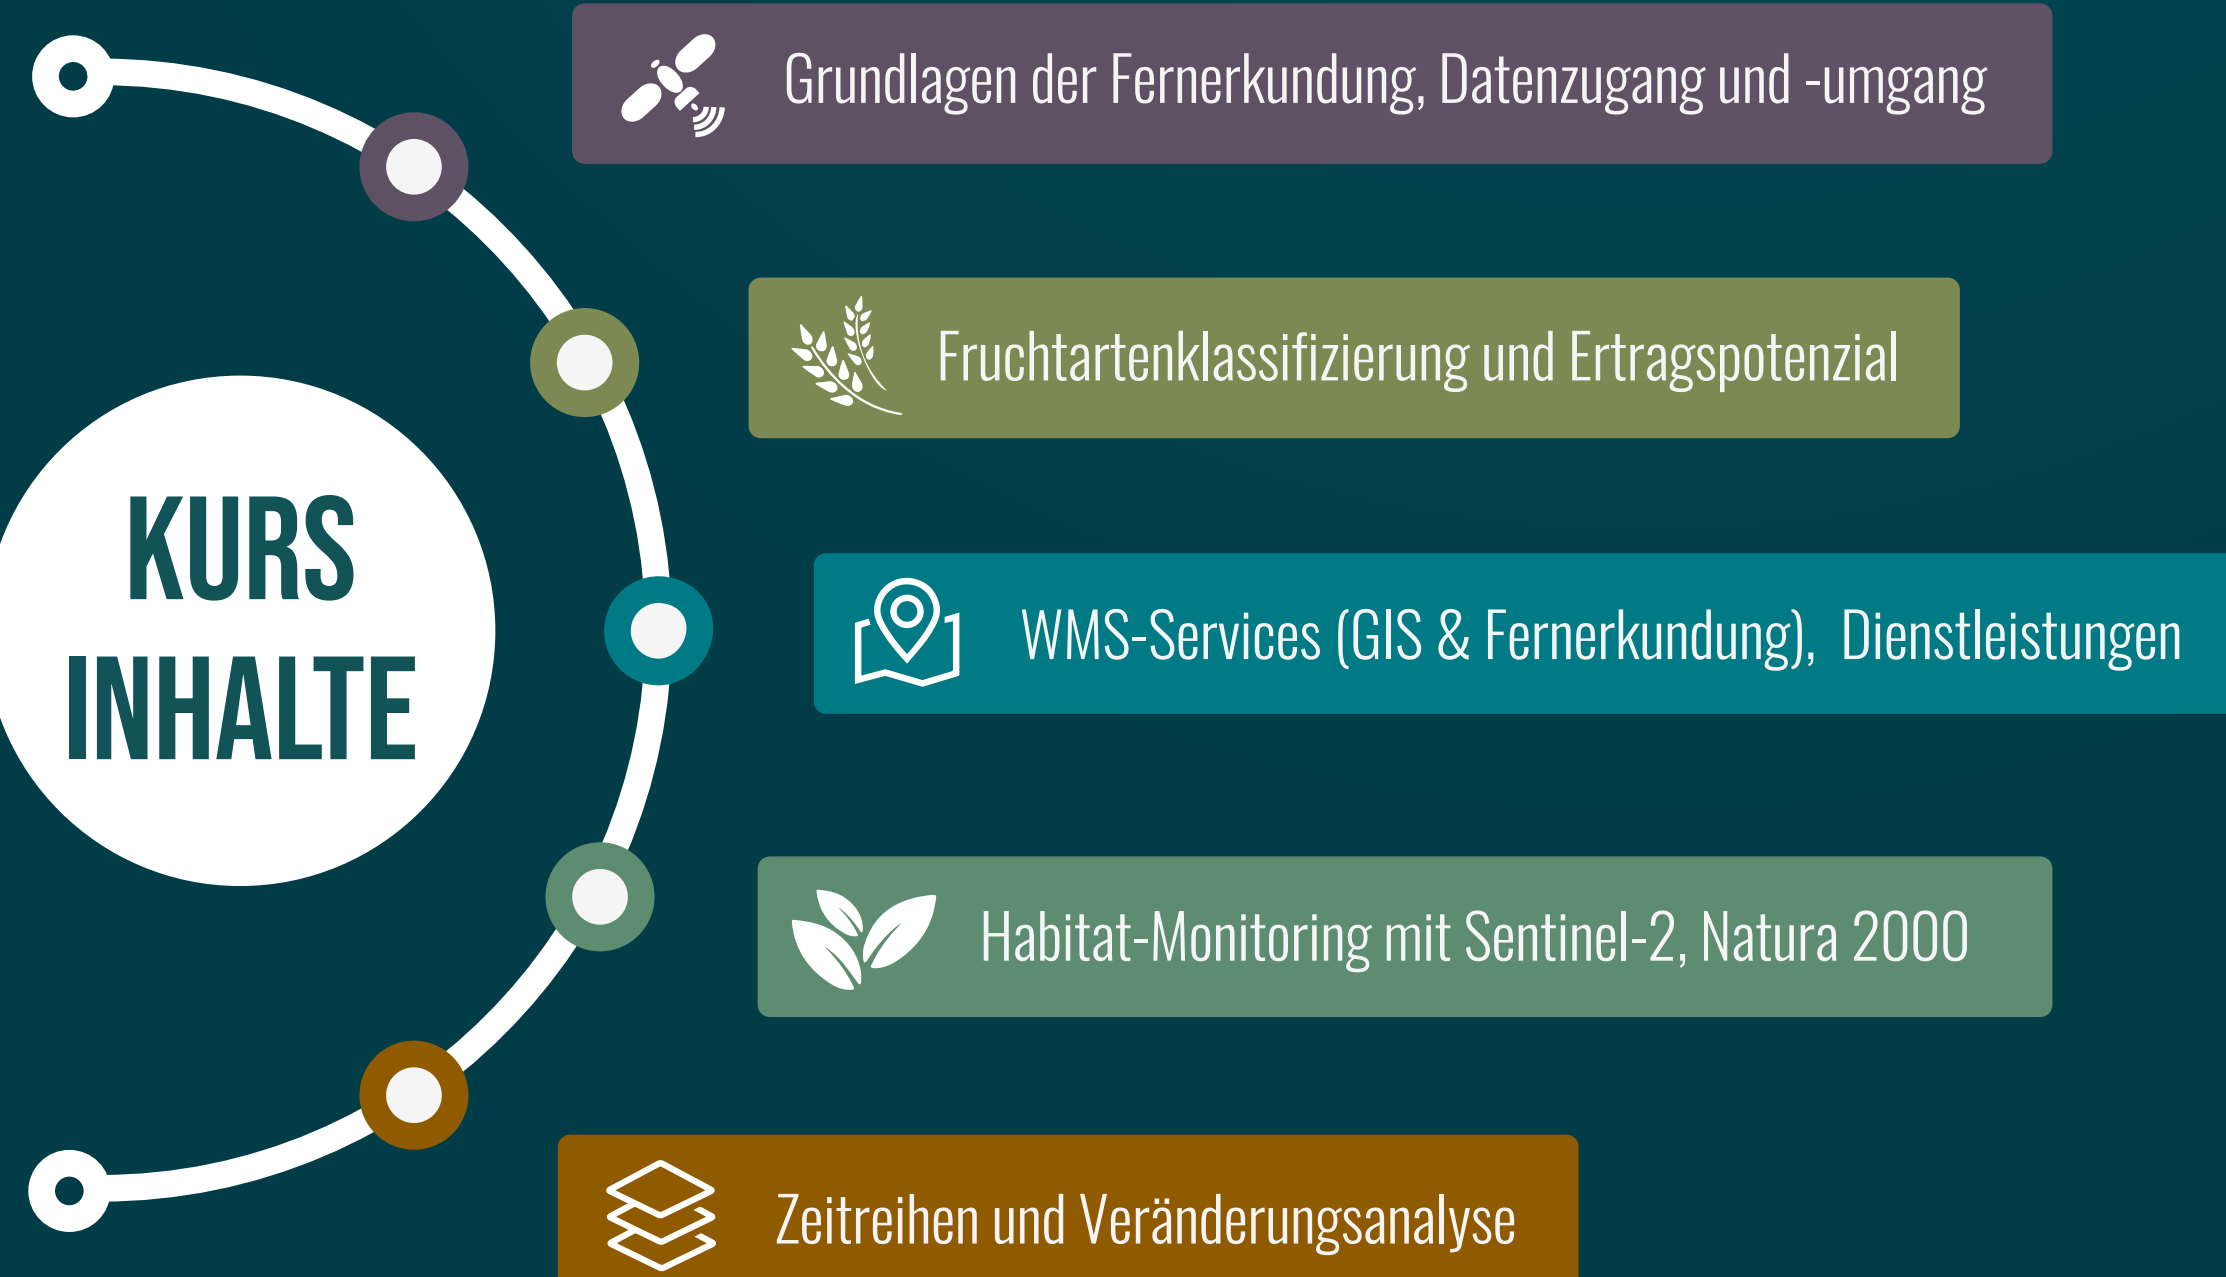 Grundlagen der Fernerkundung, Datenzugang und -umgang
Fruchtartenklassifizierung und Ertragspotenzial
KURS
INHALTE
WMS-Services (GIS & Fernerkundung), Dienstleistungen
Habitat-Monitoring mit Sentinel-2, Natura 2000
Zeitreihen und Veränderungsanalyse